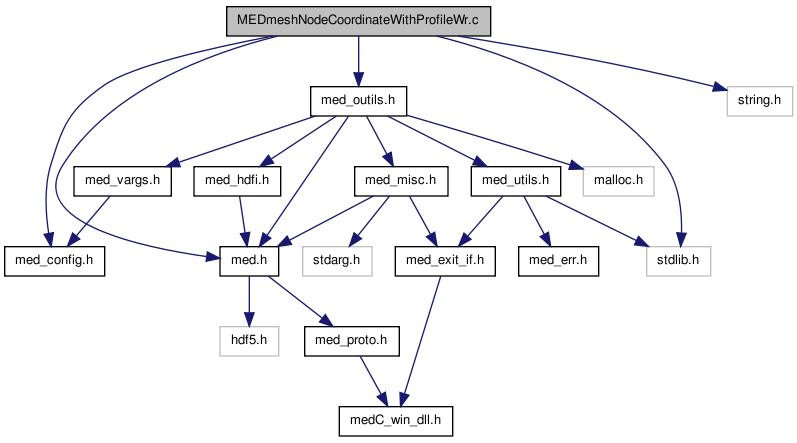 MEDmeshNodeCoordinateWithProfileWr.c
med_outils.h
string.h
med_vargs.h
med_hdfi.h
med_misc.h
med_utils.h
malloc.h
med_config.h
med.h
stdarg.h
med_exit_if.h
med_err.h
stdlib.h
hdf5.h
med_proto.h
medC_win_dll.h